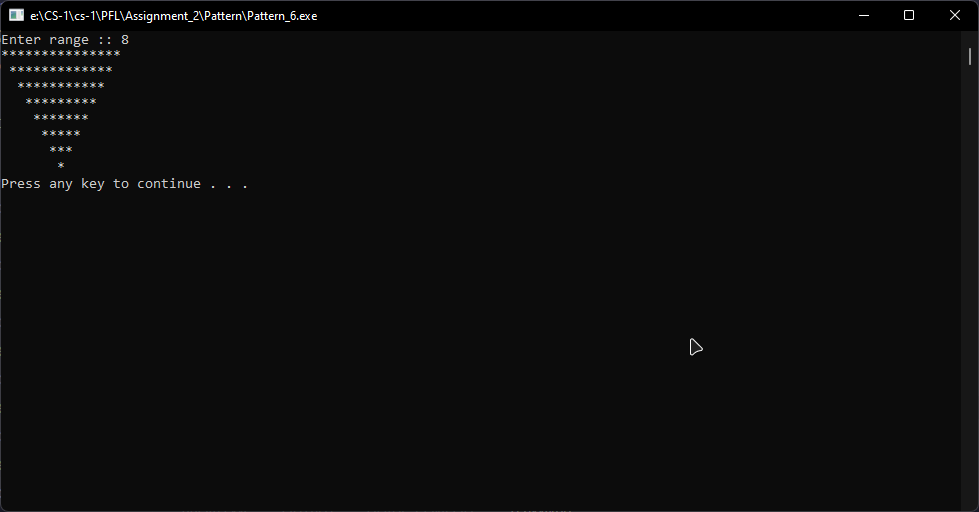 e:\CS-1\cs-1\PFL\Assignment_2\Pattern\Pattern_6.exe
Enter range :: 8
***************
 *************
  ***********
   *********
    *******
     *****
      ***
       *
Press any key to continue . . .